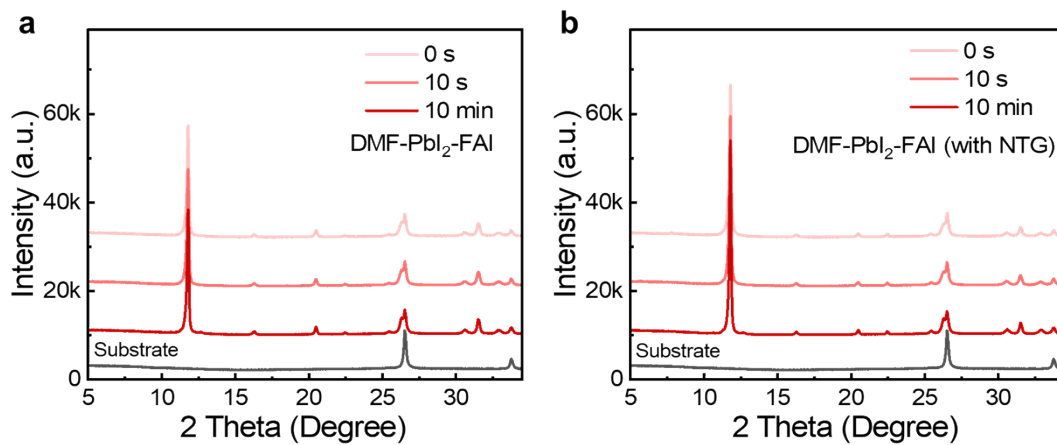 a
0 s
10 s
10 min
DMF-PbI₂-FAI
Substrate
Intensity (a.u.)
60k
40k
20k
0
5 10 15 20 25 30
2 Theta (Degree)
b
0 s
10 s
10 min
DMF-PbI₂-FAI (with NTG)
Substrate
Intensity (a.u.)
60k
40k
20k
0
5 10 15 20 25 30
2 Theta (Degree)